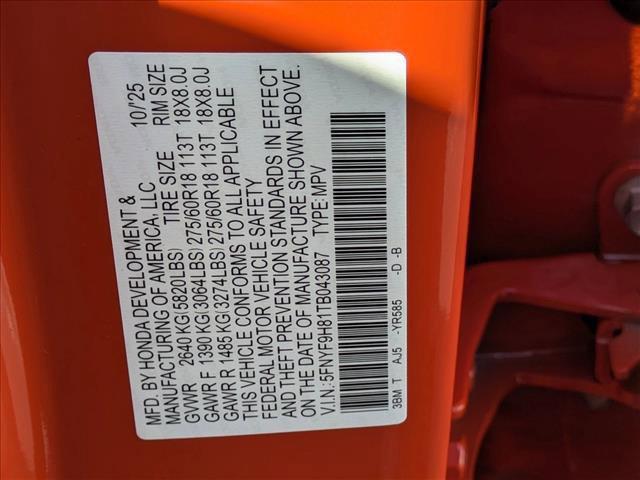 MFD. BY HONDA DEVELOPMENT & 10/'25
MANUFACTURING OF AMERICA, LLC
GVWR 2640 KG(5820LBS) TIRE SIZE RIM SIZE
GAWR F 1390 KG(3064LBS) 275/60R18 113T 18X8.0J
GAWR R 1485 KG(3274LBS) 275/60R18 113T 18X8.0J
THIS VEHICLE CONFORMS TO ALL APPLICABLE
FEDERAL MOTOR VEHICLE SAFETY
AND THEFT PREVENTION STANDARDS IN EFFECT
ON THE DATE OF MANUFACTURE SHOWN ABOVE.
V.I.N.: 5FNYF9H81TB043087 TYPE: MPV
3BM T AJ5 -YR585 -D -B